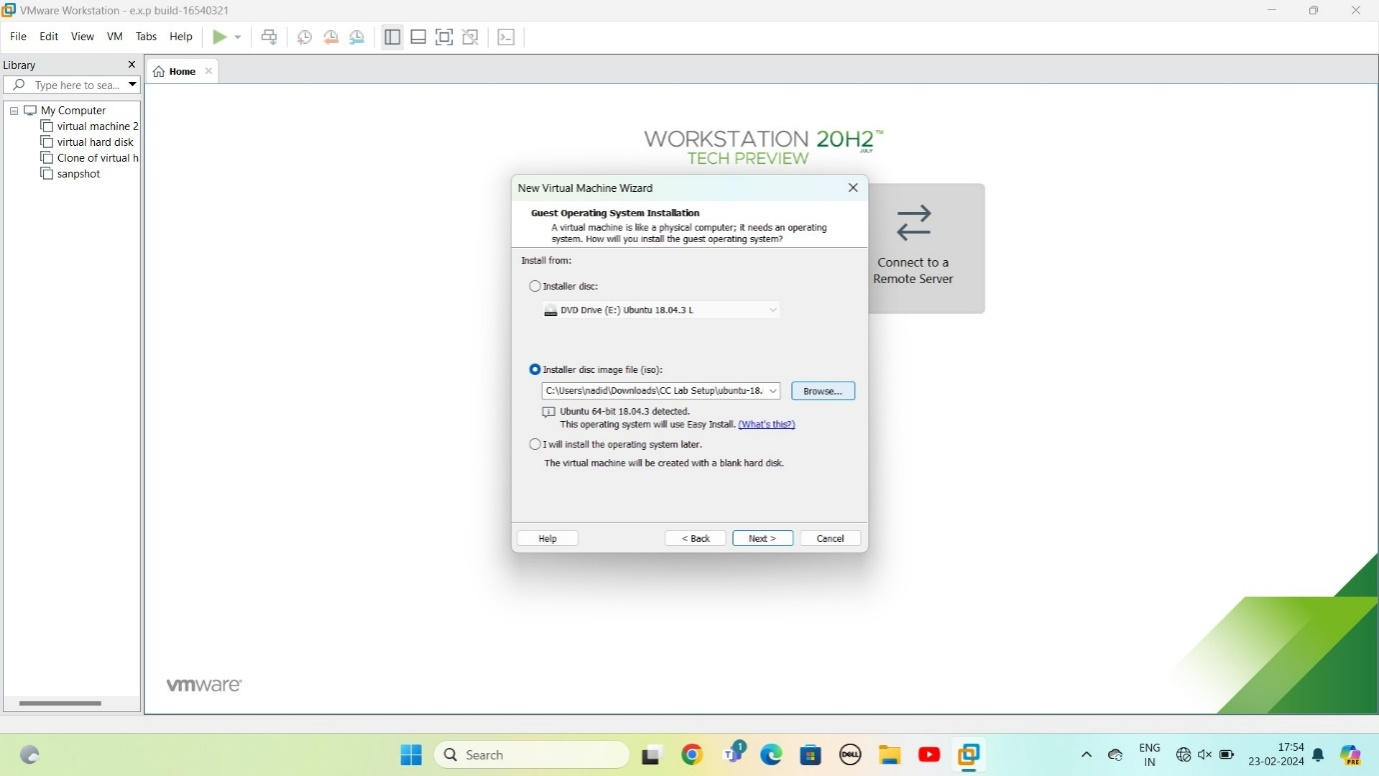 VMware Workstation - e.x.p build-16540321
File Edit View VM Tabs Help
Library
Type here to sea...
My Computer
virtual machine 2
virtual hard disk
Clone of virtual h
sanpshot
Home
WORKSTATION 20H2™
JULY
TECH PREVIEW
Connect to a
Remote Server
New Virtual Machine Wizard
Guest Operating System Installation
A virtual machine is like a physical computer; it needs an operating
system. How will you install the guest operating system?
Install from:
Installer disc:
DVD Drive (E:) Ubuntu 18.04.3 L
Installer disc image file (iso):
C:\Users\nadid\Downloads\CC Lab Setup\ubuntu-18.
Browse...
Ubuntu 64-bit 18.04.3 detected.
This operating system will use Easy Install. (What's this?)
I will install the operating system later.
The virtual machine will be created with a blank hard disk.
Help < Back Next > Cancel
vmware®
Search
1
DELL
ENG
IN
17:54
23-02-2024
PRE